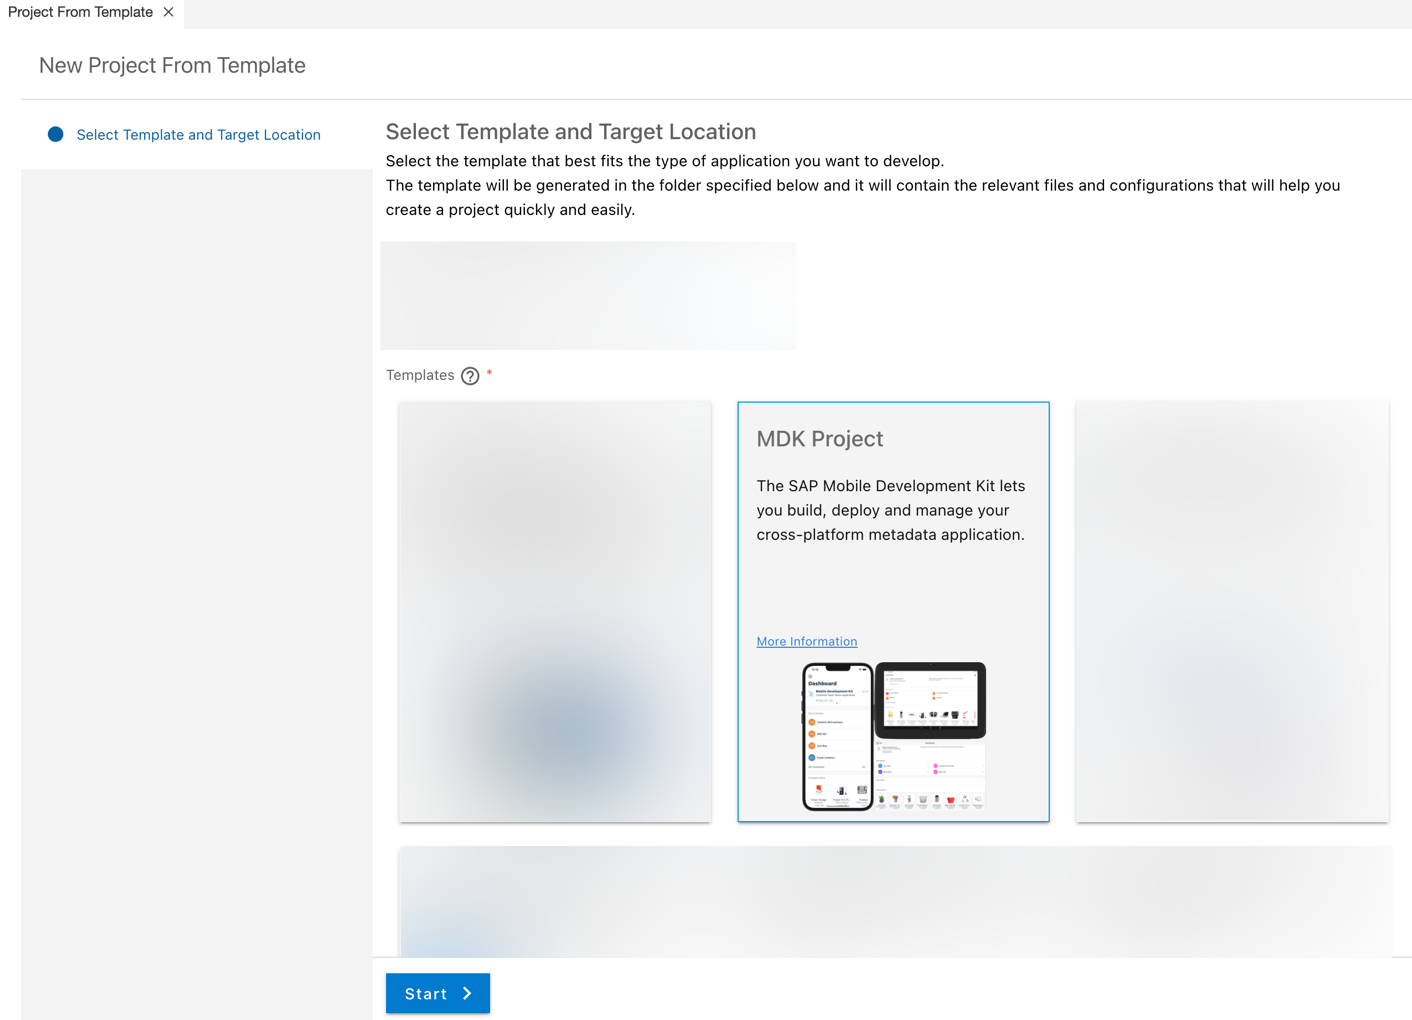 Project From Template
New Project From Template
Select Template and Target Location
Select Template and Target Location
Select the template that best fits the type of application you want to develop.
The template will be generated in the folder specified below and it will contain the relevant files and configurations that will help you
create a project quickly and easily.
Templates ? *
MDK Project
The SAP Mobile Development Kit lets
you build, deploy and manage your
cross-platform metadata application.
More Information
Dashboard
Mobile Development Kit
Start